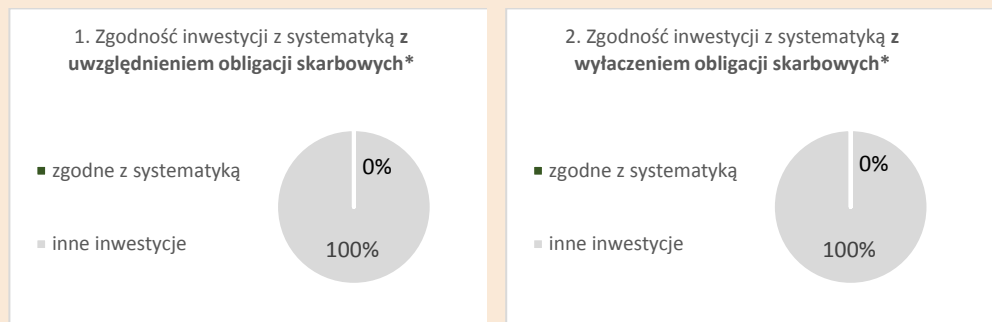 1. Zgodność inwestycji z systematyką z
uwzględnieniem obligacji skarbowych*
zgodne z systematyką
0%
inne inwestycje
100%
2. Zgodność inwestycji z systematyką z
wyłaczeniem obligacji skarbowych*
zgodne z systematyką
0%
inne inwestycje
100%